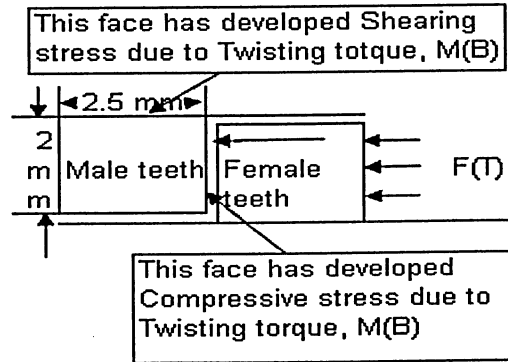 This face has developed Shearing
stress due to Twisting totque, M(B)
2.5 mm
2
m
m
Male teeth
Female
teeth
F(T)
This face has developed
Compressive stress due to
Twisting torque, M(B)